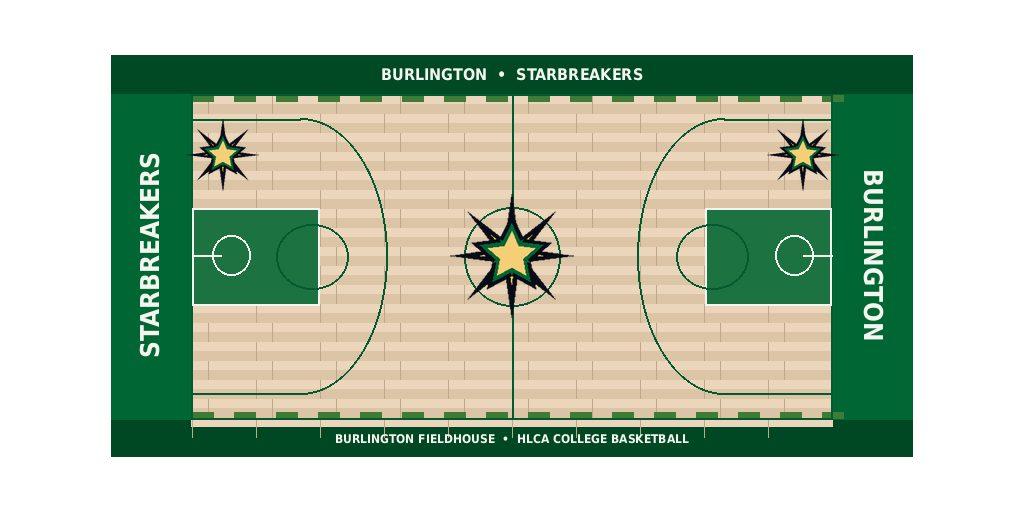 BURLINGTON • STARBREAKERS
STARBREAKERS
BURLINGTON
BURLINGTON FIELDHOUSE • HLCA COLLEGE BASKETBALL